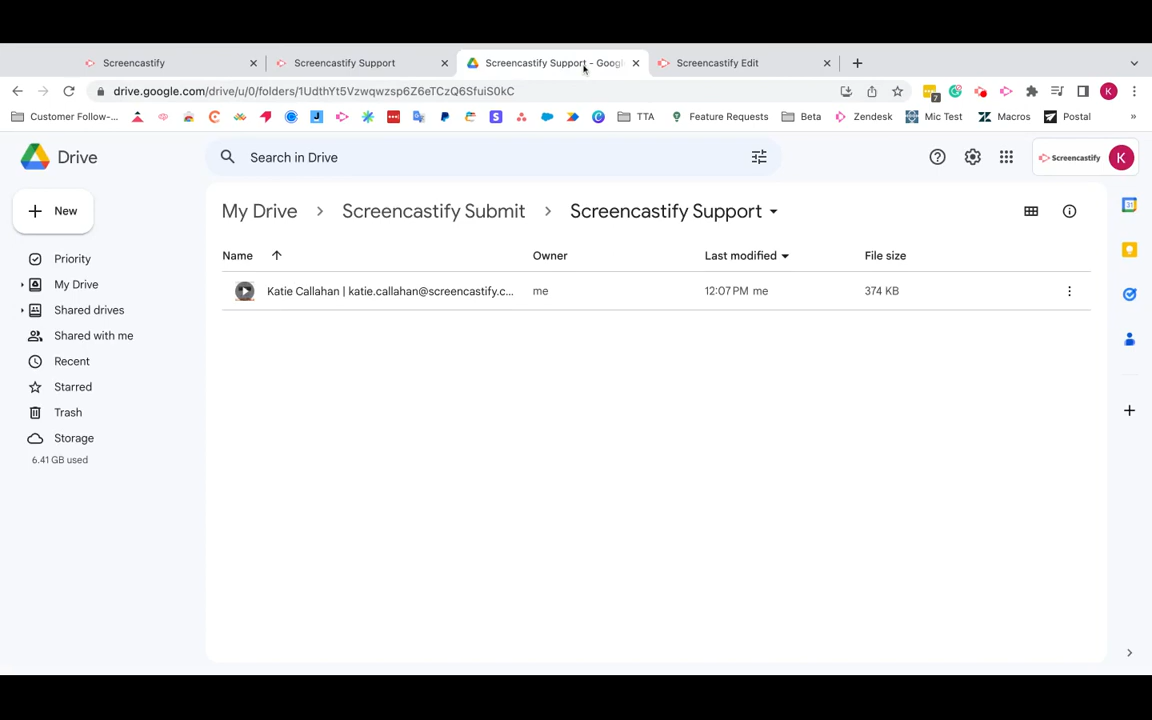 Screencastify
Screencastify Support
Screencastify Support - Googl
Screencastify Edit
drive.google.com/drive/u/0/folders/1UdthYt5Vzwqwzsp6Z6eTCzQ6SfuiS0kC
7
K
Customer Follow-...
31
TTA
Feature Requests
Beta
Zendesk
Mic Test
Macros
Postal
»
Drive
Search in Drive
Screencastify
K
New
My Drive
Screencastify Submit
Screencastify Support
Name
Owner
Last modified
File size
Katie Callahan | katie.callahan@screencastify.c...
me
12:07 PM me
374 KB
Priority
My Drive
Shared drives
Shared with me
Recent
Starred
Trash
Storage
6.41 GB used